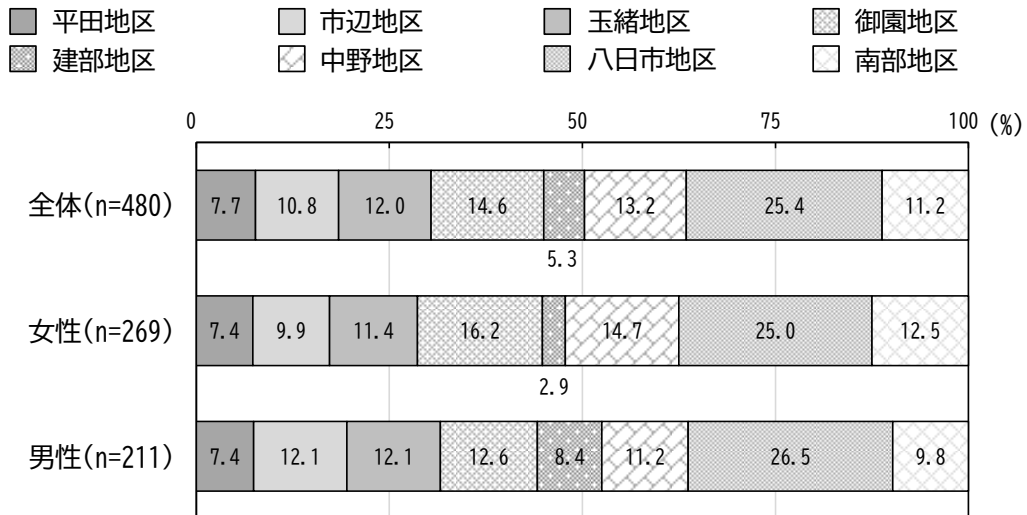 平田地区 市辺地区 玉緒地区 御園地区
建部地区 中野地区 八日市地区 南部地区
0 25 50 75 100 (%)
全体(n=480) 7.7 10.8 12.0 14.6 13.2 25.4 11.2
5.3
女性(n=269) 7.4 9.9 11.4 16.2 14.7 25.0 12.5
2.9
男性(n=211) 7.4 12.1 12.1 12.6 8.4 11.2 26.5 9.8